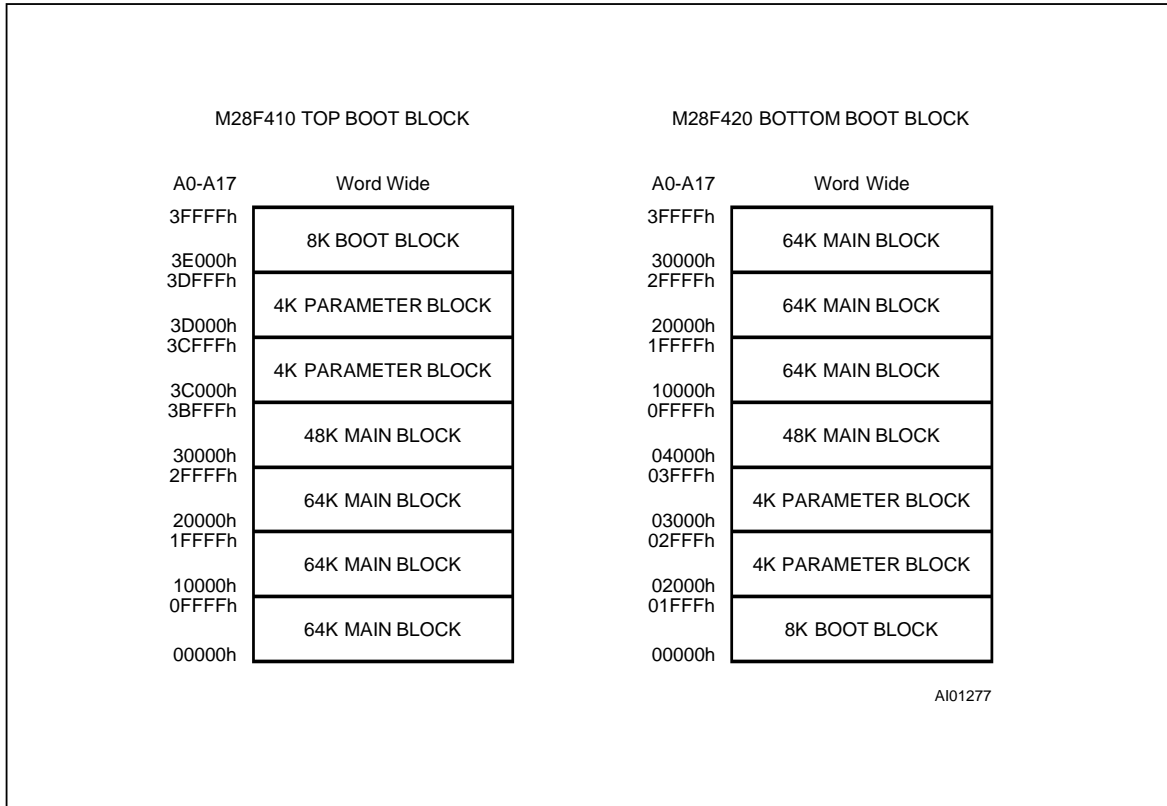 M28F410 TOP BOOT BLOCK
A0-A17 Word Wide
3FFFFh
8K BOOT BLOCK
3E000h
3DFFFh
4K PARAMETER BLOCK
3D000h
3CFFFh
4K PARAMETER BLOCK
3C000h
3BFFFh
48K MAIN BLOCK
30000h
2FFFFh
64K MAIN BLOCK
20000h
1FFFFh
64K MAIN BLOCK
10000h
0FFFFh
64K MAIN BLOCK
00000h
M28F420 BOTTOM BOOT BLOCK
A0-A17 Word Wide
3FFFFh
64K MAIN BLOCK
30000h
2FFFFh
64K MAIN BLOCK
20000h
1FFFFh
64K MAIN BLOCK
10000h
0FFFFh
48K MAIN BLOCK
04000h
03FFFh
4K PARAMETER BLOCK
03000h
02FFFh
4K PARAMETER BLOCK
02000h
01FFFh
8K BOOT BLOCK
00000h
AI01277